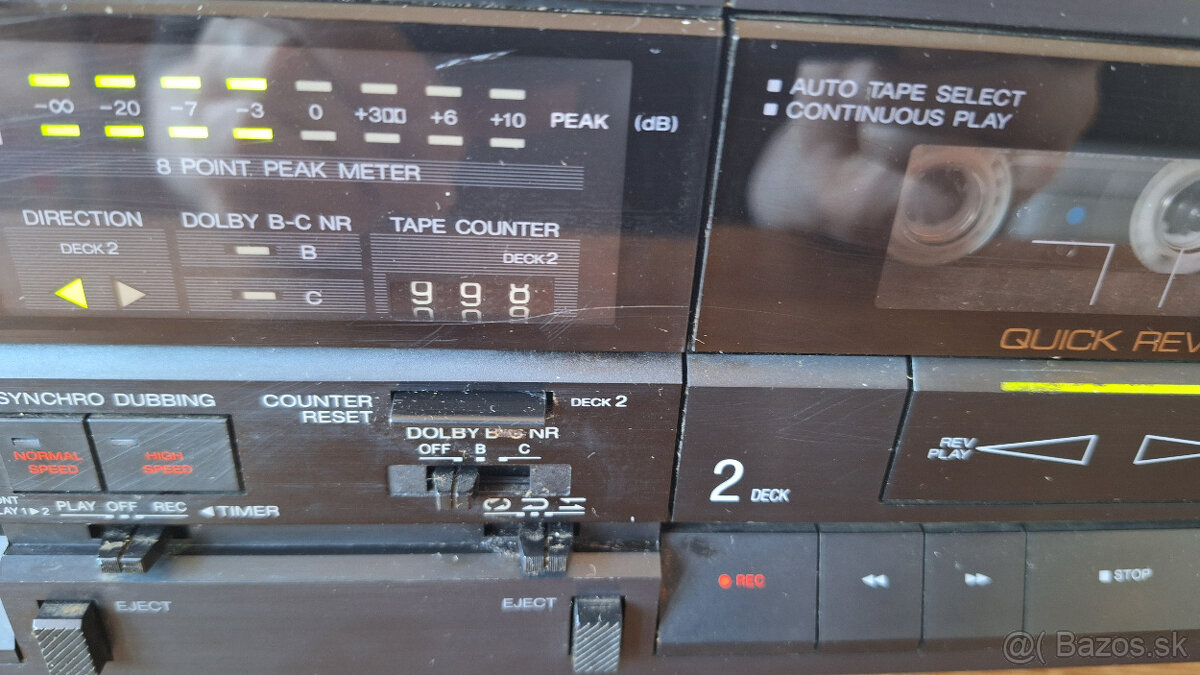 -∞ -20 -7 -3 0 +3 +6 +10 PEAK (dB)
8 POINT PEAK METER
DIRECTION
DECK 2
DOLBY B-C NR
B
C
TAPE COUNTER
DECK 2
998
AUTO TAPE SELECT
CONTINUOUS PLAY
QUICK REV
SYNCHRO DUBBING
NORMAL SPEED
HIGH SPEED
COUNTER RESET
DECK 2
DOLBY B-C NR
OFF B C
PLAY OFF REC ◄TIMER
EJECT
EJECT
2 DECK
REV PLAY
● REC
◄◄
►►
■ STOP
@( Bazos.sk